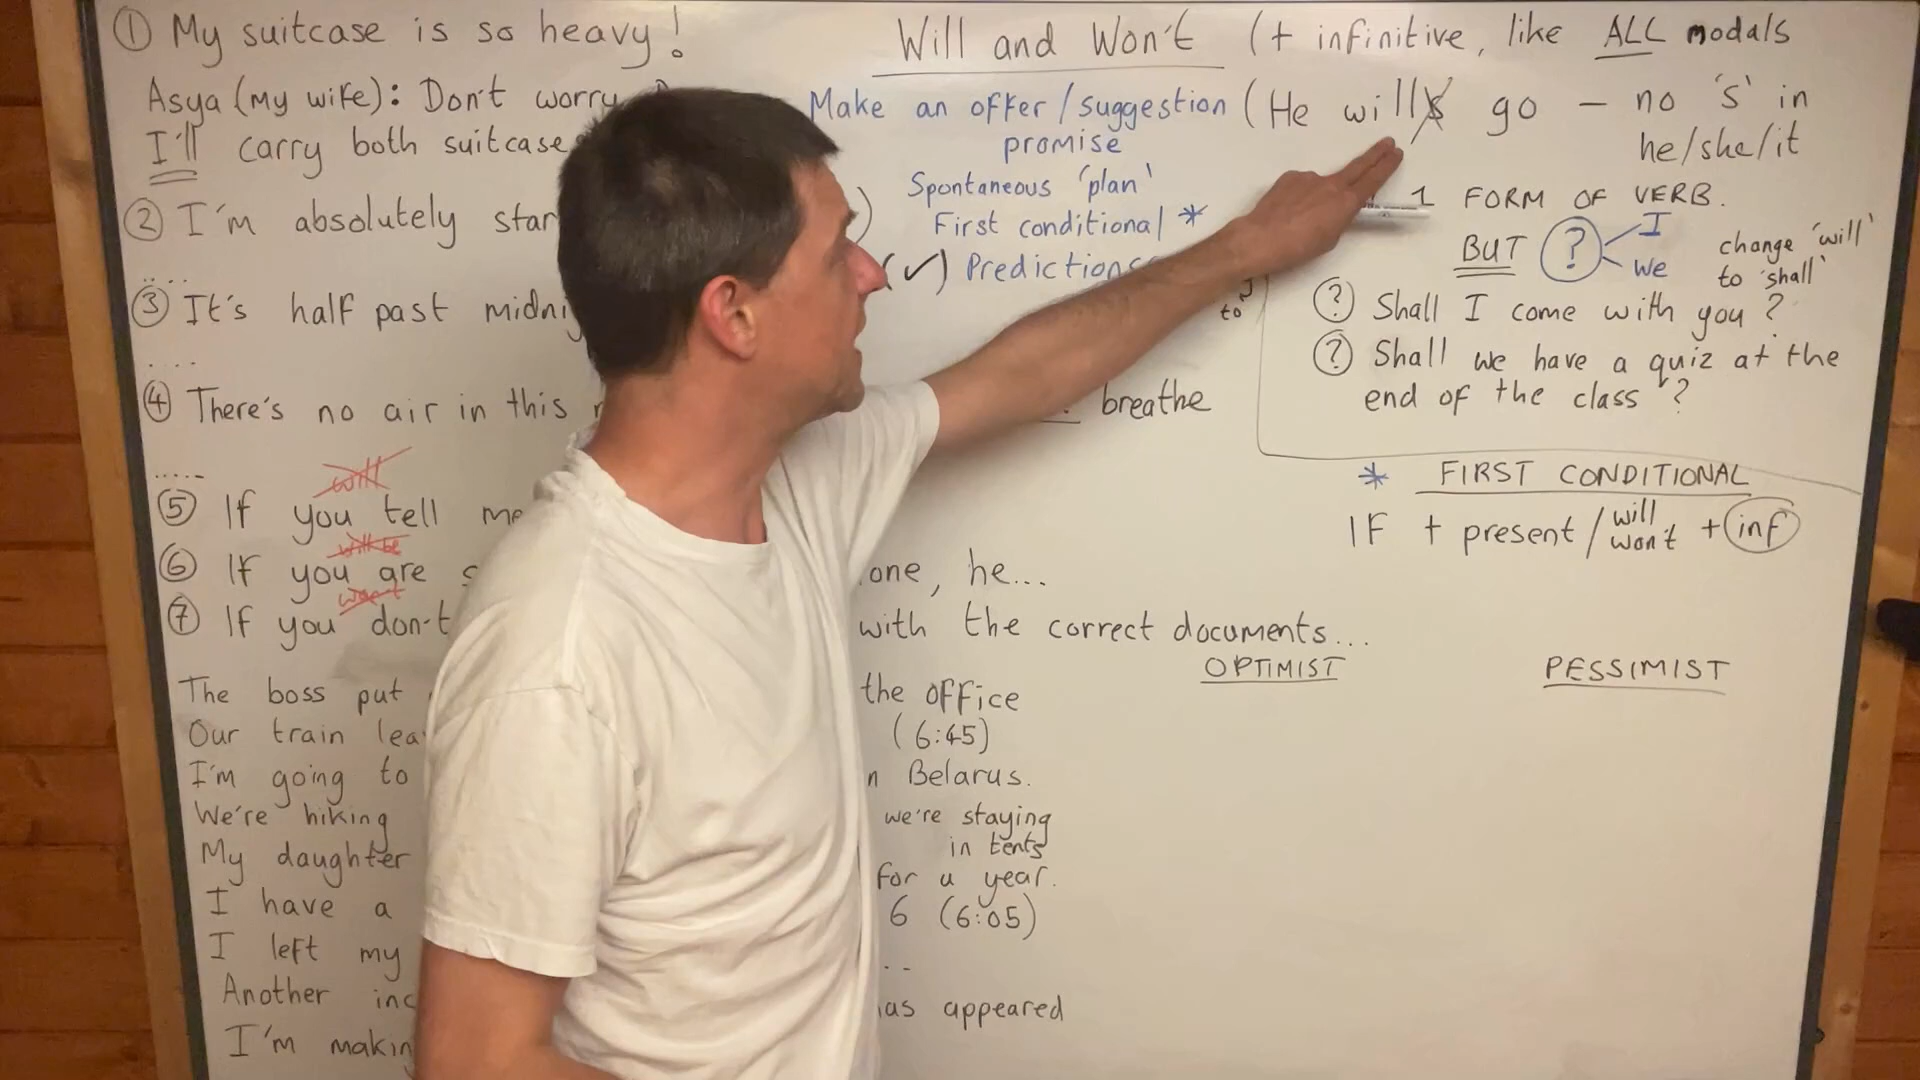 ① My suitcase is so heavy!
Asya (my wife): Don't worry
I'll carry both suitcase
② I'm absolutely star
....
③ It's half past midni
....
④ There's no air in this
breathe
.....
will
⑤ If you tell me
will be
⑥ If you are s
one, he...
won't
⑦ If you don't
with the correct documents...
The boss put
the office
Our train lea
(6:45)
I'm going to
n Belarus.
We're hiking
we're staying
in tents
My daughter
for a year.
I have a
6 (6:05)
I left my
--
Another inc
as appeared
I'm makin
Will and Won't (+ infinitive, like ALL modals
Make an offer/suggestion
promise
Spontaneous 'plan'
First conditional *
(✓) Predictions
to
(He wills go – no 's' in
he/she/it
1 FORM OF VERB.
BUT ? I
We
change 'will'
to 'shall'
? Shall I come with you?
? Shall we have a quiz at the
end of the class?
* FIRST CONDITIONAL
IF + present / will
won't + inf
OPTIMIST
PESSIMIST